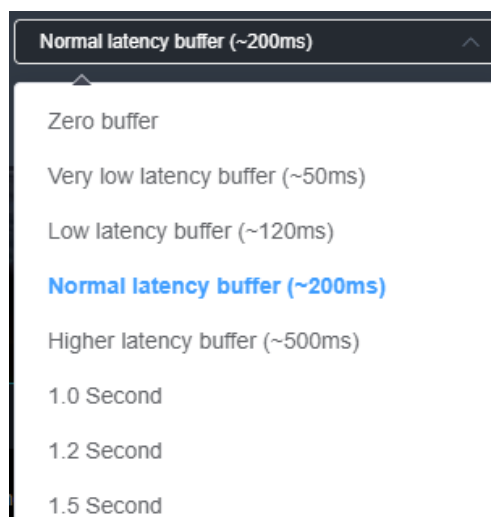 Normal latency buffer (~200ms)
Zero buffer
Very low latency buffer (~50ms)
Low latency buffer (~120ms)
Normal latency buffer (~200ms)
Higher latency buffer (~500ms)
1.0 Second
1.2 Second
1.5 Second